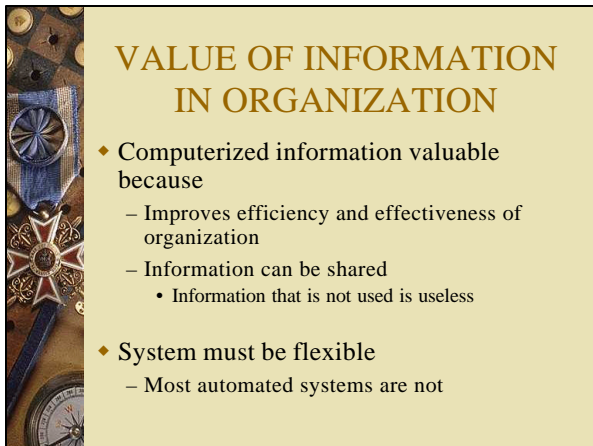 VALUE OF INFORMATION
IN ORGANIZATION
◆ Computerized information valuable
because
– Improves efficiency and effectiveness of
organization
– Information can be shared
• Information that is not used is useless
◆ System must be flexible
– Most automated systems are not